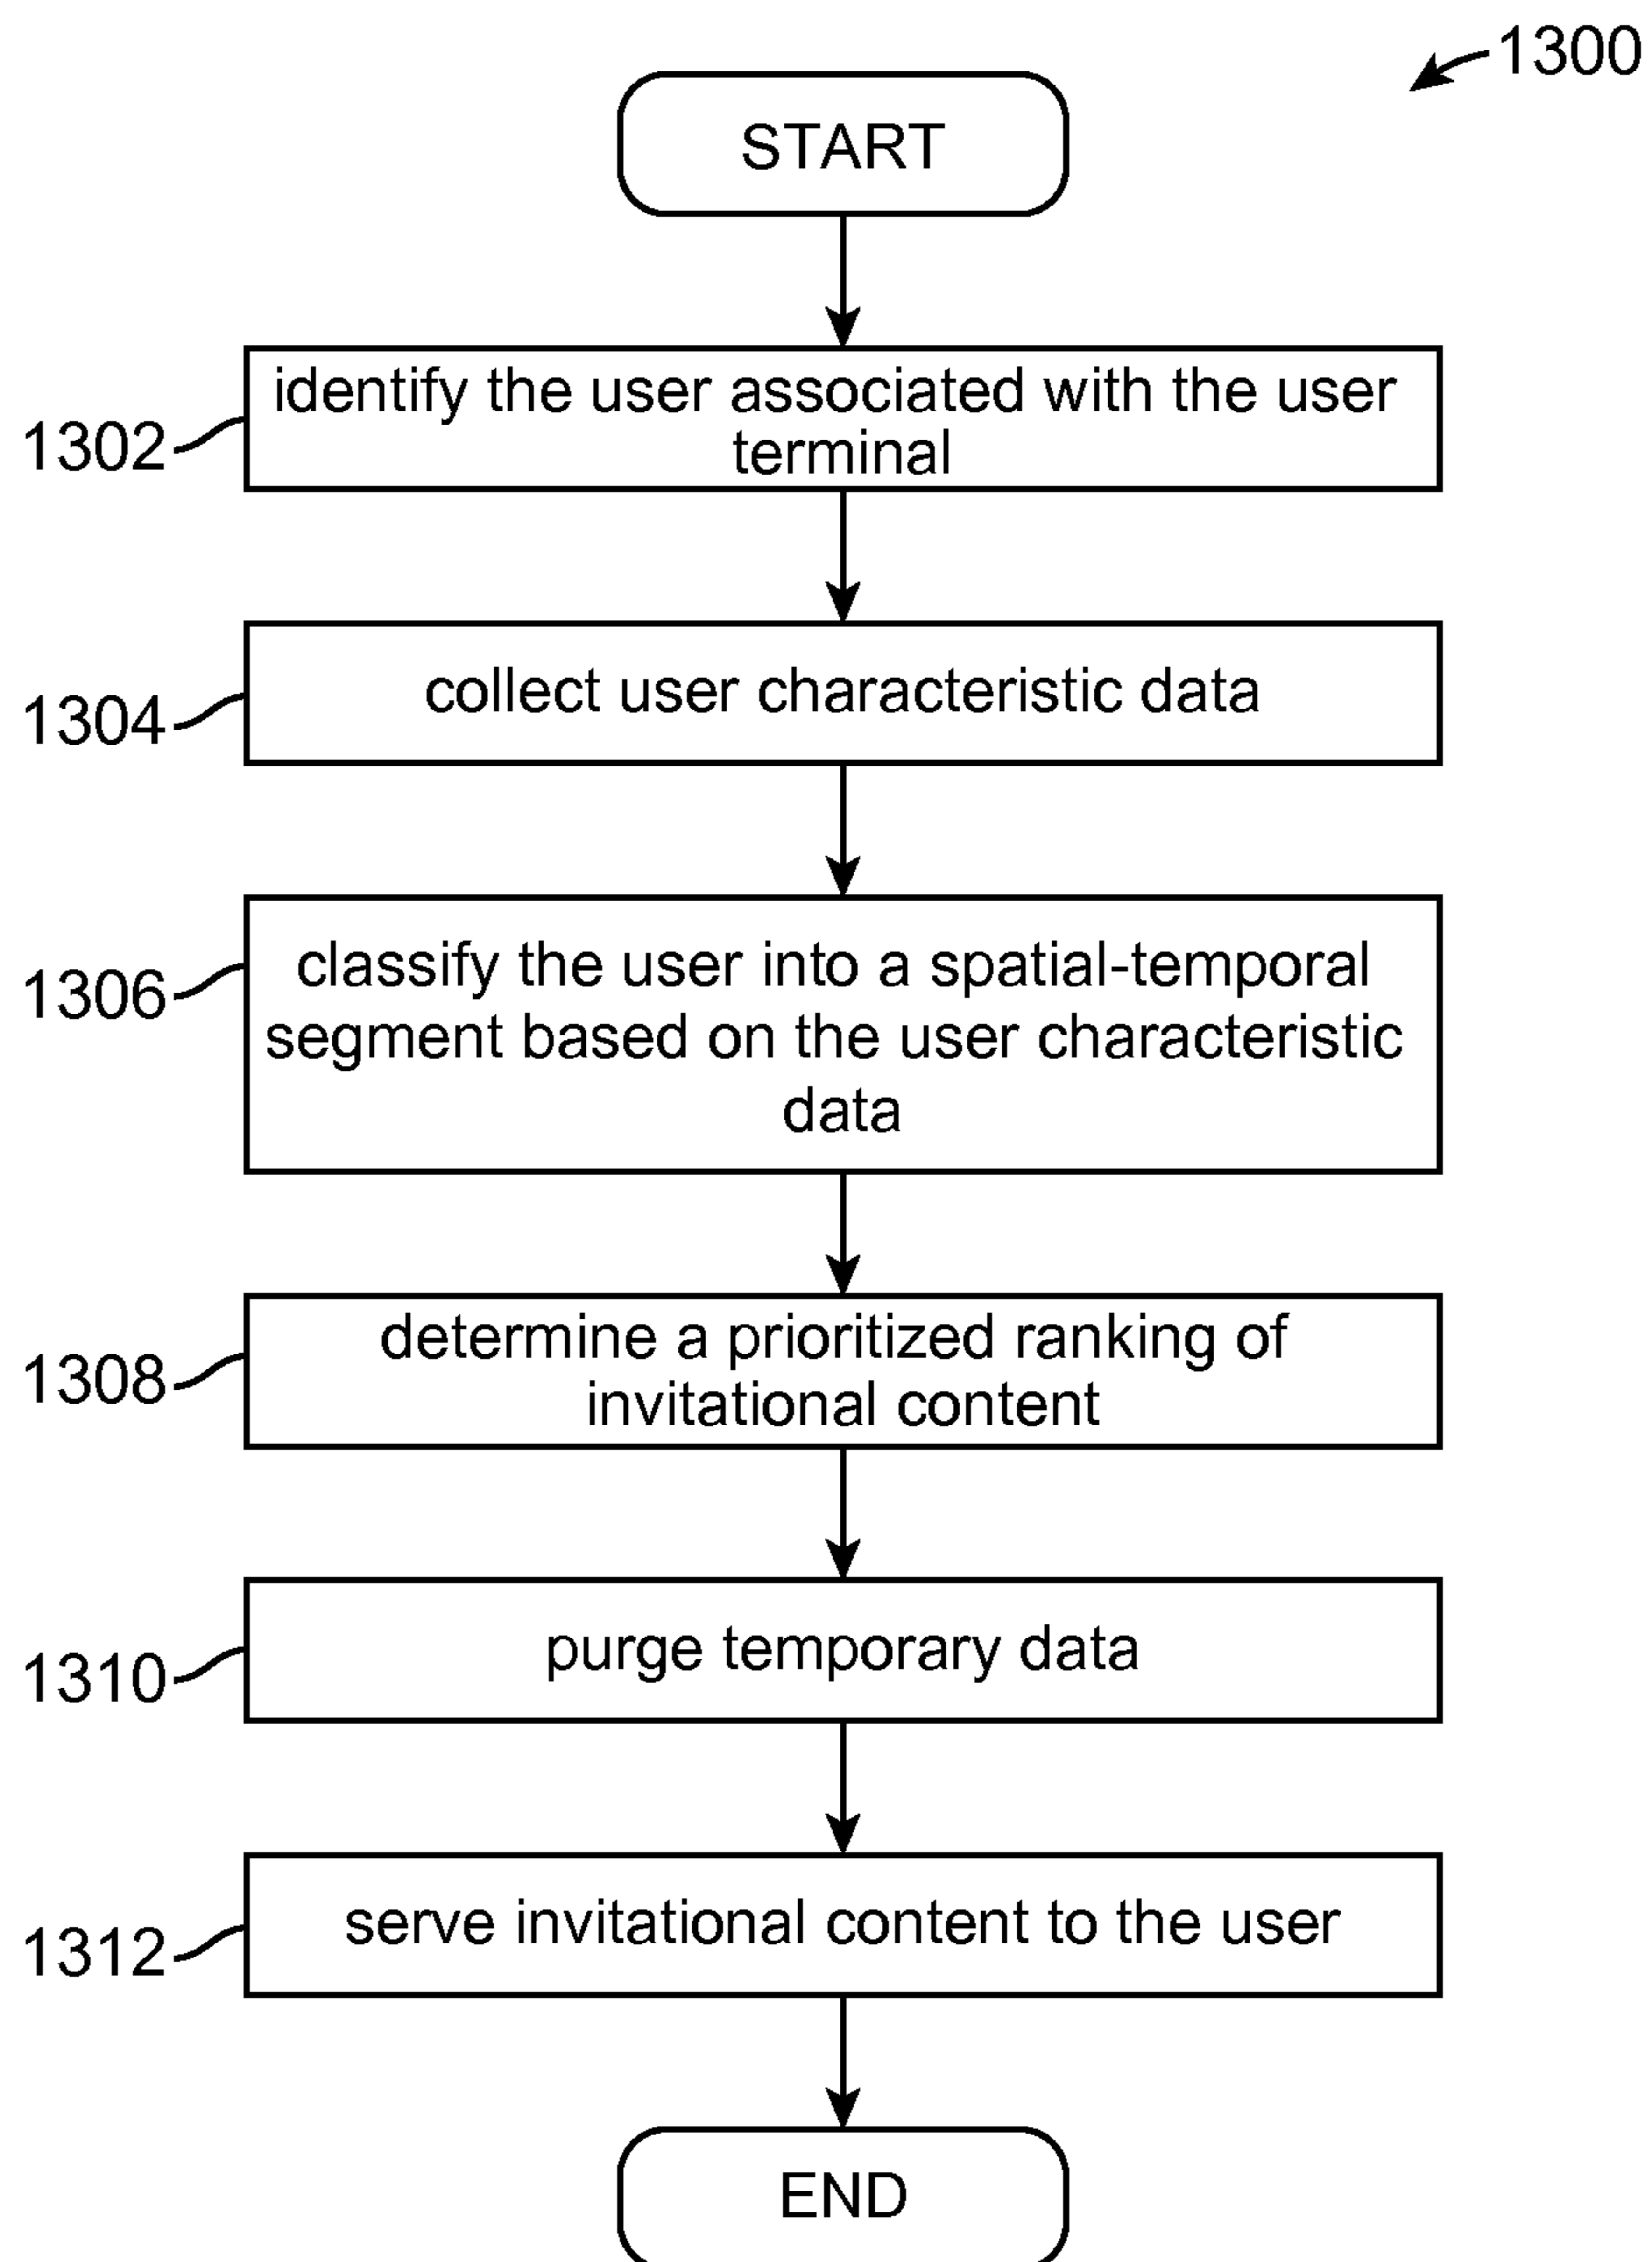 1300
START
1302
identify the user associated with the user
terminal
1304
collect user characteristic data
1306
classify the user into a spatial-temporal
segment based on the user characteristic
data
1308
determine a prioritized ranking of
invitational content
1310
purge temporary data
1312
serve invitational content to the user
END